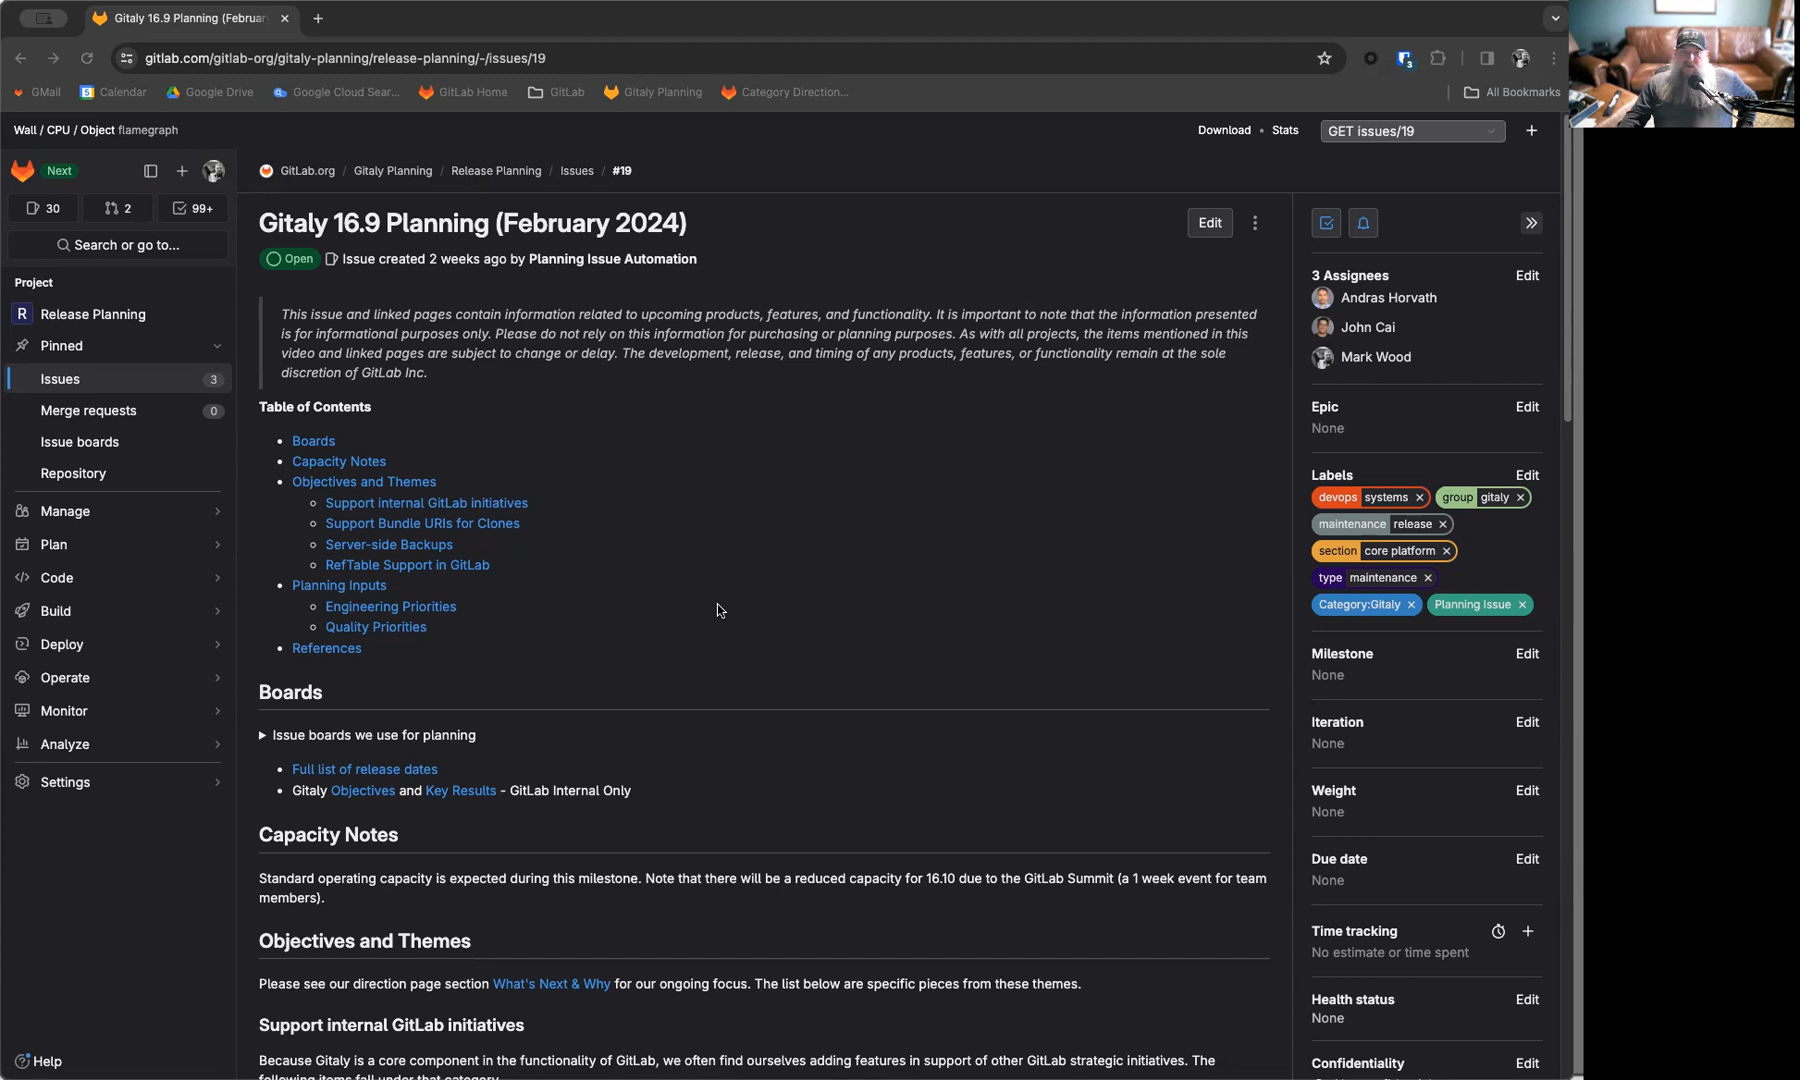 Gitaly 16.9 Planning (Februar
gitlab.com/gitlab-org/gitaly-planning/release-planning/-/issues/19
3
GMail
Calendar
Google Drive
Google Cloud Sear...
GitLab Home
GitLab
Gitaly Planning
Category Direction...
All Bookmarks
Wall / CPU / Object flamegraph
Download • Stats
GET issues/19
Next
30
2
99+
Search or go to...
Project
R Release Planning
Pinned
Issues 3
Merge requests 0
Issue boards
Repository
Manage
Plan
Code
Build
Deploy
Operate
Monitor
Analyze
Settings
Help
GitLab.org / Gitaly Planning / Release Planning / Issues / #19
Gitaly 16.9 Planning (February 2024)
Edit
Open Issue created 2 weeks ago by Planning Issue Automation
This issue and linked pages contain information related to upcoming products, features, and functionality. It is important to note that the information presented
is for informational purposes only. Please do not rely on this information for purchasing or planning purposes. As with all projects, the items mentioned in this
video and linked pages are subject to change or delay. The development, release, and timing of any products, features, or functionality remain at the sole
discretion of GitLab Inc.
Table of Contents
• Boards
• Capacity Notes
• Objectives and Themes
Support internal GitLab initiatives
Support Bundle URIs for Clones
Server-side Backups
RefTable Support in GitLab
• Planning Inputs
Engineering Priorities
Quality Priorities
• References
Boards
Issue boards we use for planning
• Full list of release dates
• Gitaly Objectives and Key Results - GitLab Internal Only
Capacity Notes
Standard operating capacity is expected during this milestone. Note that there will be a reduced capacity for 16.10 due to the GitLab Summit (a 1 week event for team
members).
Objectives and Themes
Please see our direction page section What's Next & Why for our ongoing focus. The list below are specific pieces from these themes.
Support internal GitLab initiatives
Because Gitaly is a core component in the functionality of GitLab, we often find ourselves adding features in support of other GitLab strategic initiatives. The
following items fall under that category
3 Assignees Edit
Andras Horvath
John Cai
Mark Wood
Epic Edit
None
Labels Edit
devops systems
group gitaly
maintenance release
section core platform
type maintenance
Category:Gitaly
Planning Issue
Milestone Edit
None
Iteration Edit
None
Weight Edit
None
Due date Edit
None
Time tracking
No estimate or time spent
Health status Edit
None
Confidentiality Edit